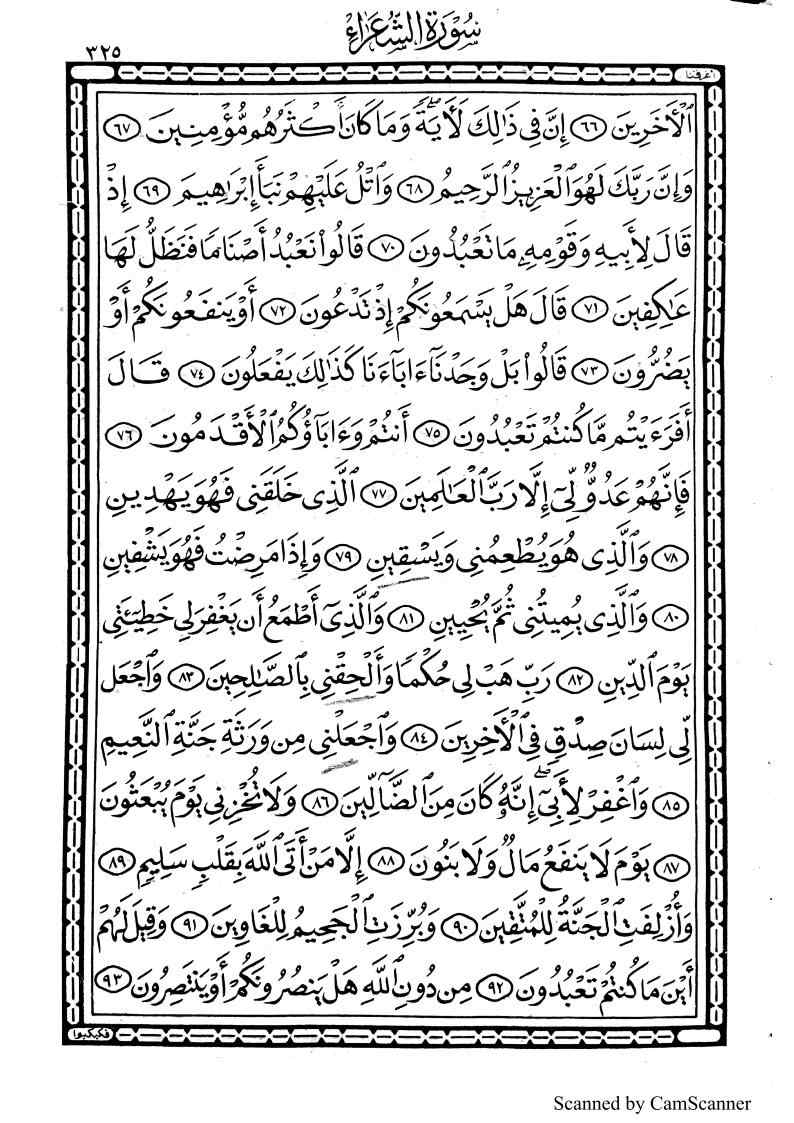 سُورَةُ الشُّعَرَاءِ
٣٢٥
أغرقنا
ٱلْأَخَرِينَ ٦٦ إِنَّ فِى ذَٰلِكَ لَأٓيَةً ۖ وَمَا كَانَ أَكْثَرُهُم مُّؤْمِنِينَ ٦٧
وَإِنَّ رَبَّكَ لَهُوَ ٱلْعَزِيزُ ٱلرَّحِيمُ ٦٨ وَٱتْلُ عَلَيْهِمْ نَبَأَ إِبْرَٰهِيمَ ٦٩ إِذْ
قَالَ لِأَبِيهِ وَقَوْمِهِۦ مَا تَعْبُدُونَ ٧٠ قَالُوا۟ نَعْبُدُ أَصْنَامًا فَنَظَلُّ لَهَا
عَٰكِفِينَ ٧١ قَالَ هَلْ يَسْمَعُونَكُمْ إِذْ تَدْعُونَ ٧٢ أَوْ يَنفَعُونَكُمْ أَوْ
يَضُرُّونَ ٧٣ قَالُوا۟ بَلْ وَجَدْنَآ ءَابَآءَنَا كَذَٰلِكَ يَفْعَلُونَ ٧٤ قَالَ
أَفَرَءَيْتُم مَّا كُنتُمْ تَعْبُدُونَ ٧٥ أَنتُمْ وَءَابَآؤُكُمُ ٱلْأَقْدَمُونَ ٧٦
فَإِنَّهُمْ عَدُوٌّ لِّىٓ إِلَّا رَبَّ ٱلْعَٰلَمِينَ ٧٧ ٱلَّذِى خَلَقَنِى فَهُوَ يَهْدِينِ
٧٨ وَٱلَّذِى هُوَ يُطْعِمُنِى وَيَسْقِينِ ٧٩ وَإِذَا مَرِضْتُ فَهُوَ يَشْفِينِ
٨٠ وَٱلَّذِى يُمِيتُنِى ثُمَّ يُحْيِينِ ٨١ وَٱلَّذِىٓ أَطْمَعُ أَن يَغْفِرَ لِى خَطِيٓـَٔتِى
يَوْمَ ٱلدِّينِ ٨٢ رَبِّ هَبْ لِى حُكْمًا وَأَلْحِقْنِى بِٱلصَّٰلِحِينَ ٨٣ وَٱجْعَل
لِّى لِسَانَ صِدْقٍ فِى ٱلْأَخِرِينَ ٨٤ وَٱجْعَلْنِى مِن وَرَثَةِ جَنَّةِ ٱلنَّعِيمِ
٨٥ وَٱغْفِرْ لِأَبِىٓ ۖ إِنَّهُۥ كَانَ مِنَ ٱلضَّآلِّينَ ٨٦ وَلَا تُخْزِنِى يَوْمَ يُبْعَثُونَ
٨٧ يَوْمَ لَا يَنفَعُ مَالٌ وَلَا بَنُونَ ٨٨ إِلَّا مَنْ أَتَى ٱللَّهَ بِقَلْبٍ سَلِيمٍ ٨٩
وَأُزْلِفَتِ ٱلْجَنَّةُ لِلْمُتَّقِينَ ٩٠ وَبُرِّزَتِ ٱلْجَحِيمُ لِلْغَاوِينَ ٩١ وَقِيلَ لَهُمْ
أَيْنَ مَا كُنتُمْ تَعْبُدُونَ ٩٢ مِن دُونِ ٱللَّهِ هَلْ يَنصُرُونَكُمْ أَوْ يَنتَصِرُونَ ٩٣
فكبكبوا
Scanned by CamScanner